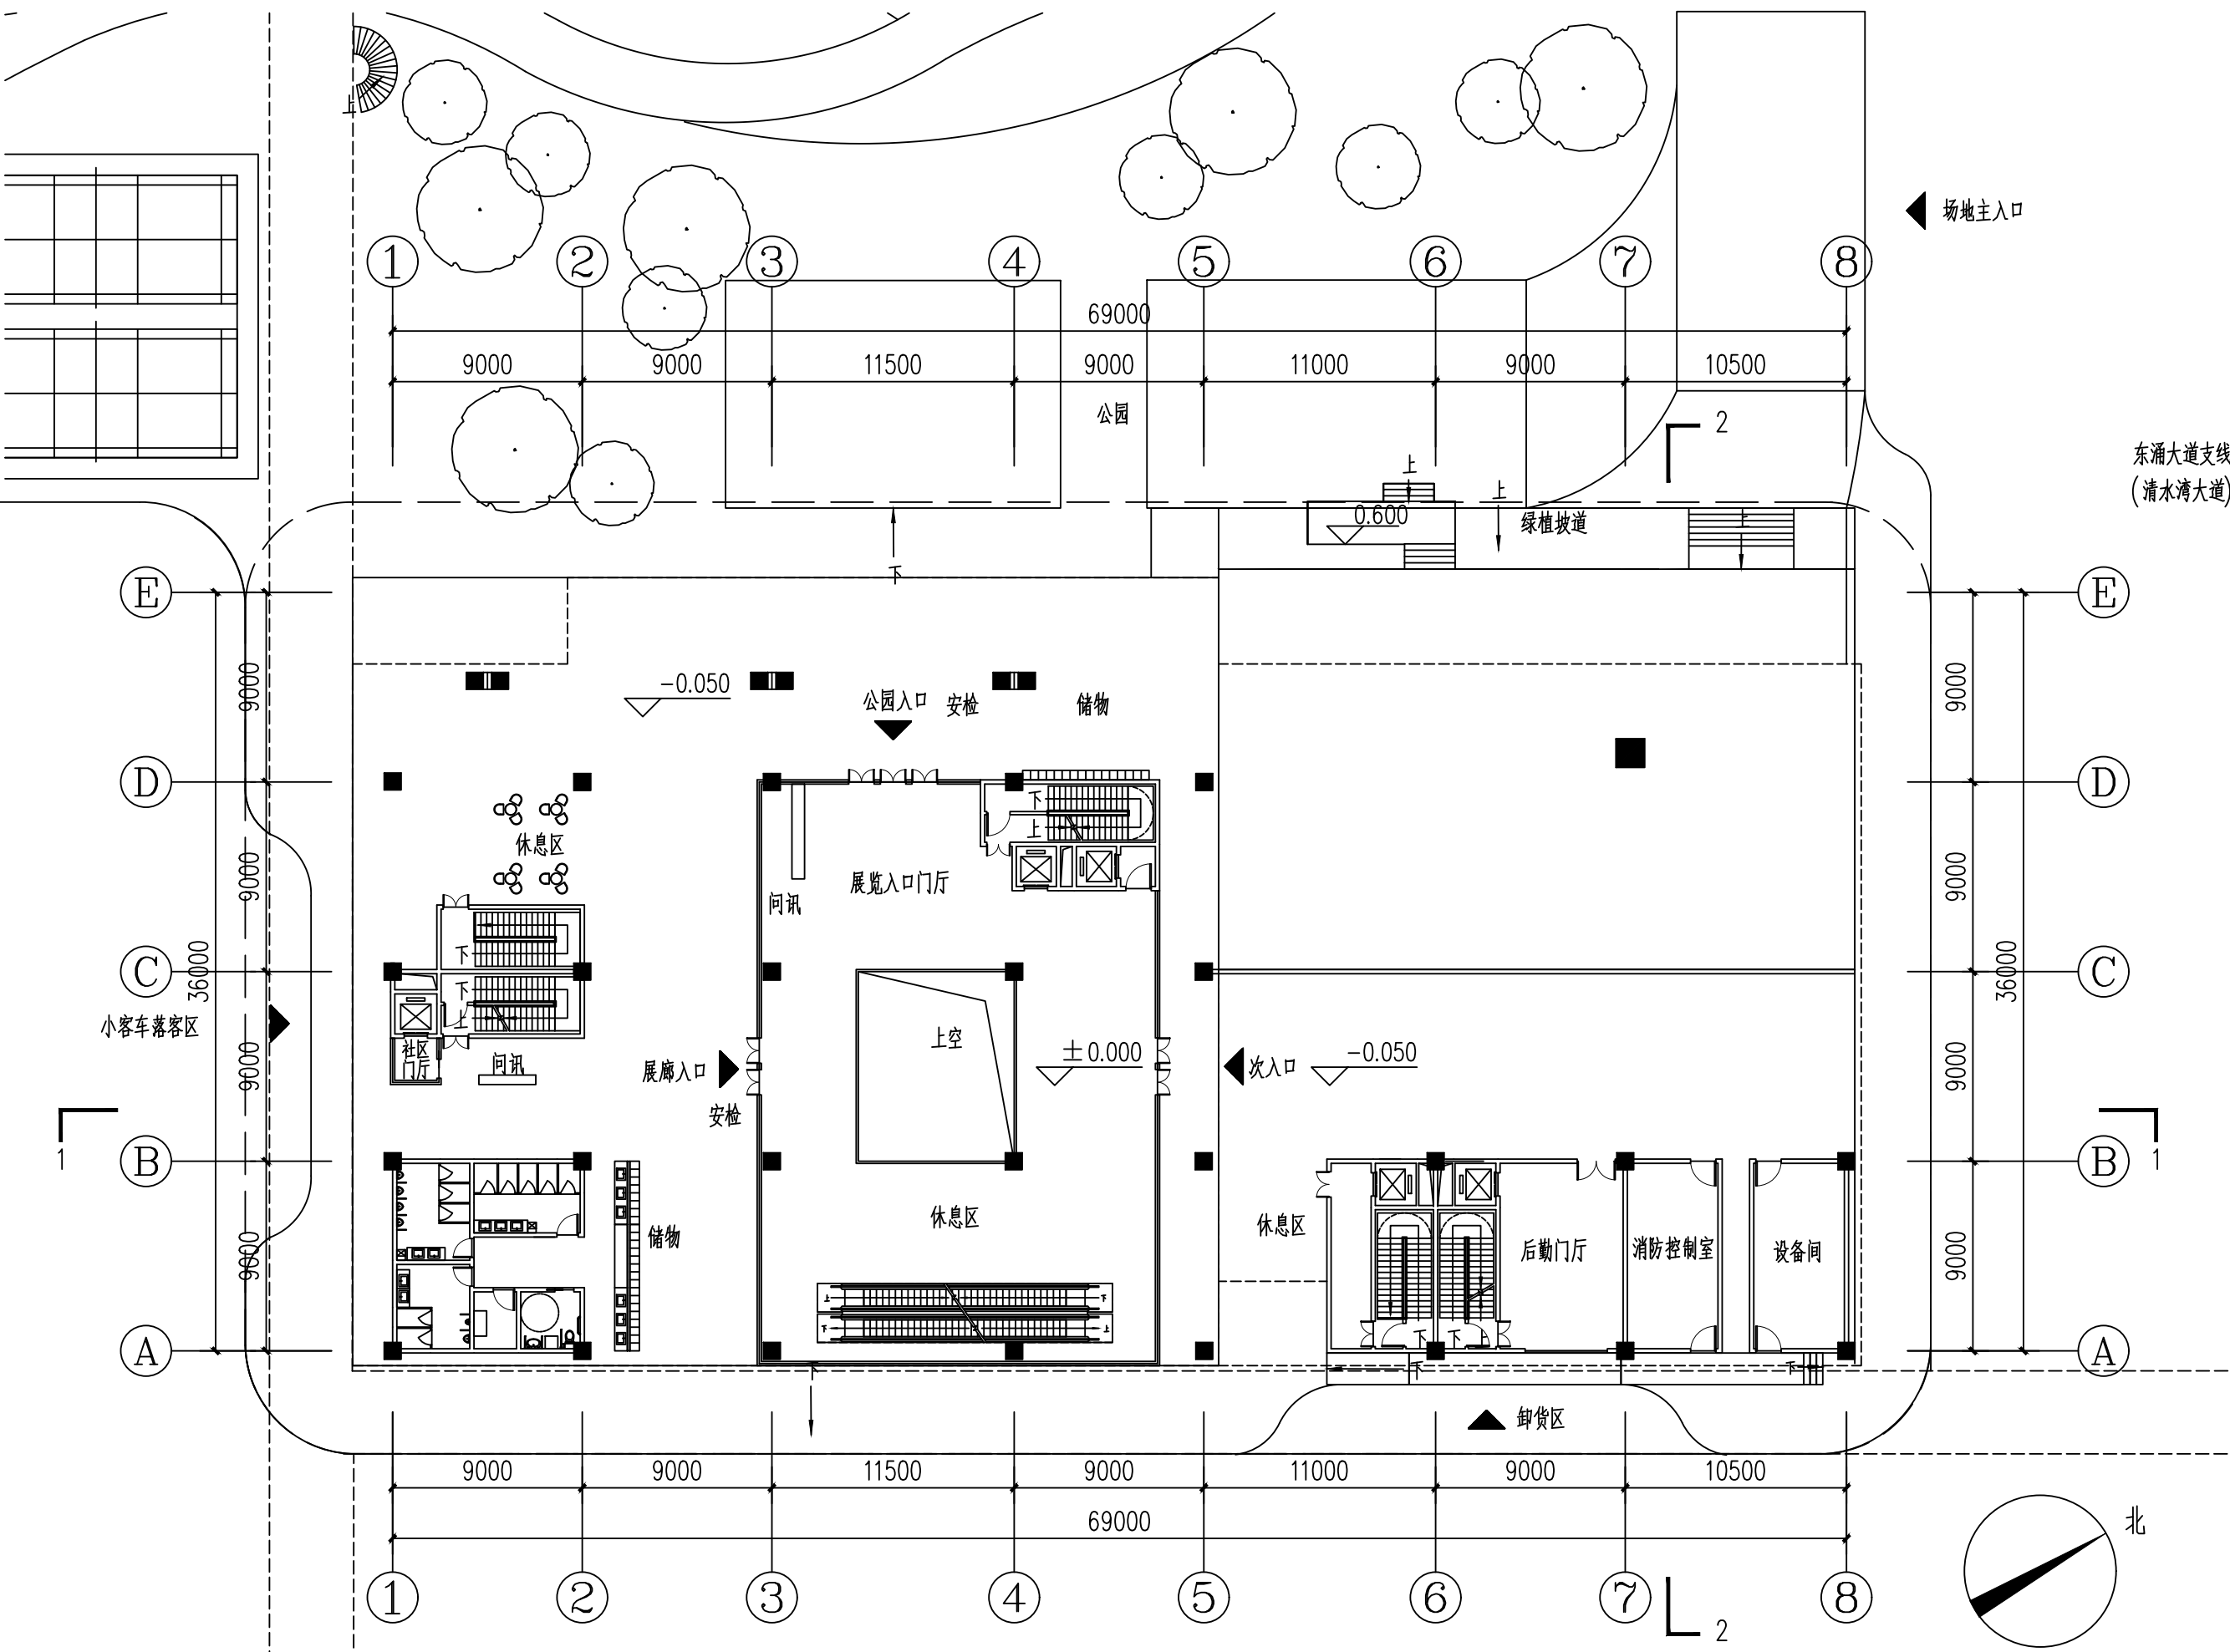 上
场地主入口
1 2 3 4 5 6 7 8
69000
9000 9000 11500 9000 11000 9000 10500
公园
2
东涌大道支线
(清水湾大道)
上
上
0.600
绿植坡道
上
下
E
E
9000
9000
-0.050
公园入口
安检
储物
D
D
下
上
休息区
9000
9000
展览入口门厅
问讯
下
C
C
36000
36000
下
上
小客车落客区
社区
门厅
问讯
上空
±0.000
-0.050
展廊入口
次入口
9000
9000
安检
1
1
B
B
休息区
休息区
储物
后勤门厅
消防控制室
设备间
9000
9000
上
下
下
上
下
下
上
A
A
下
下
下
卸货区
9000 9000 11500 9000 11000 9000 10500
69000
北
1 2 3 4 5 6 7 8
2